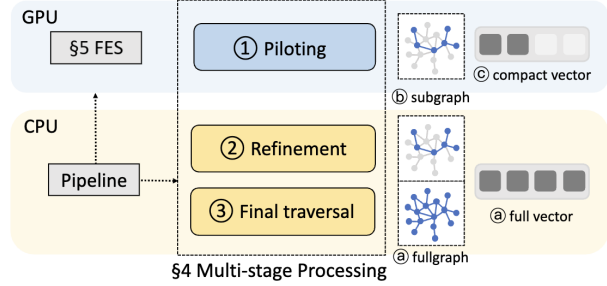 GPU
§5 FES
① Piloting
ⓑ subgraph
ⓒ compact vector
CPU
② Refinement
Pipeline
③ Final traversal
ⓐ fullgraph
ⓐ full vector
§4 Multi-stage Processing